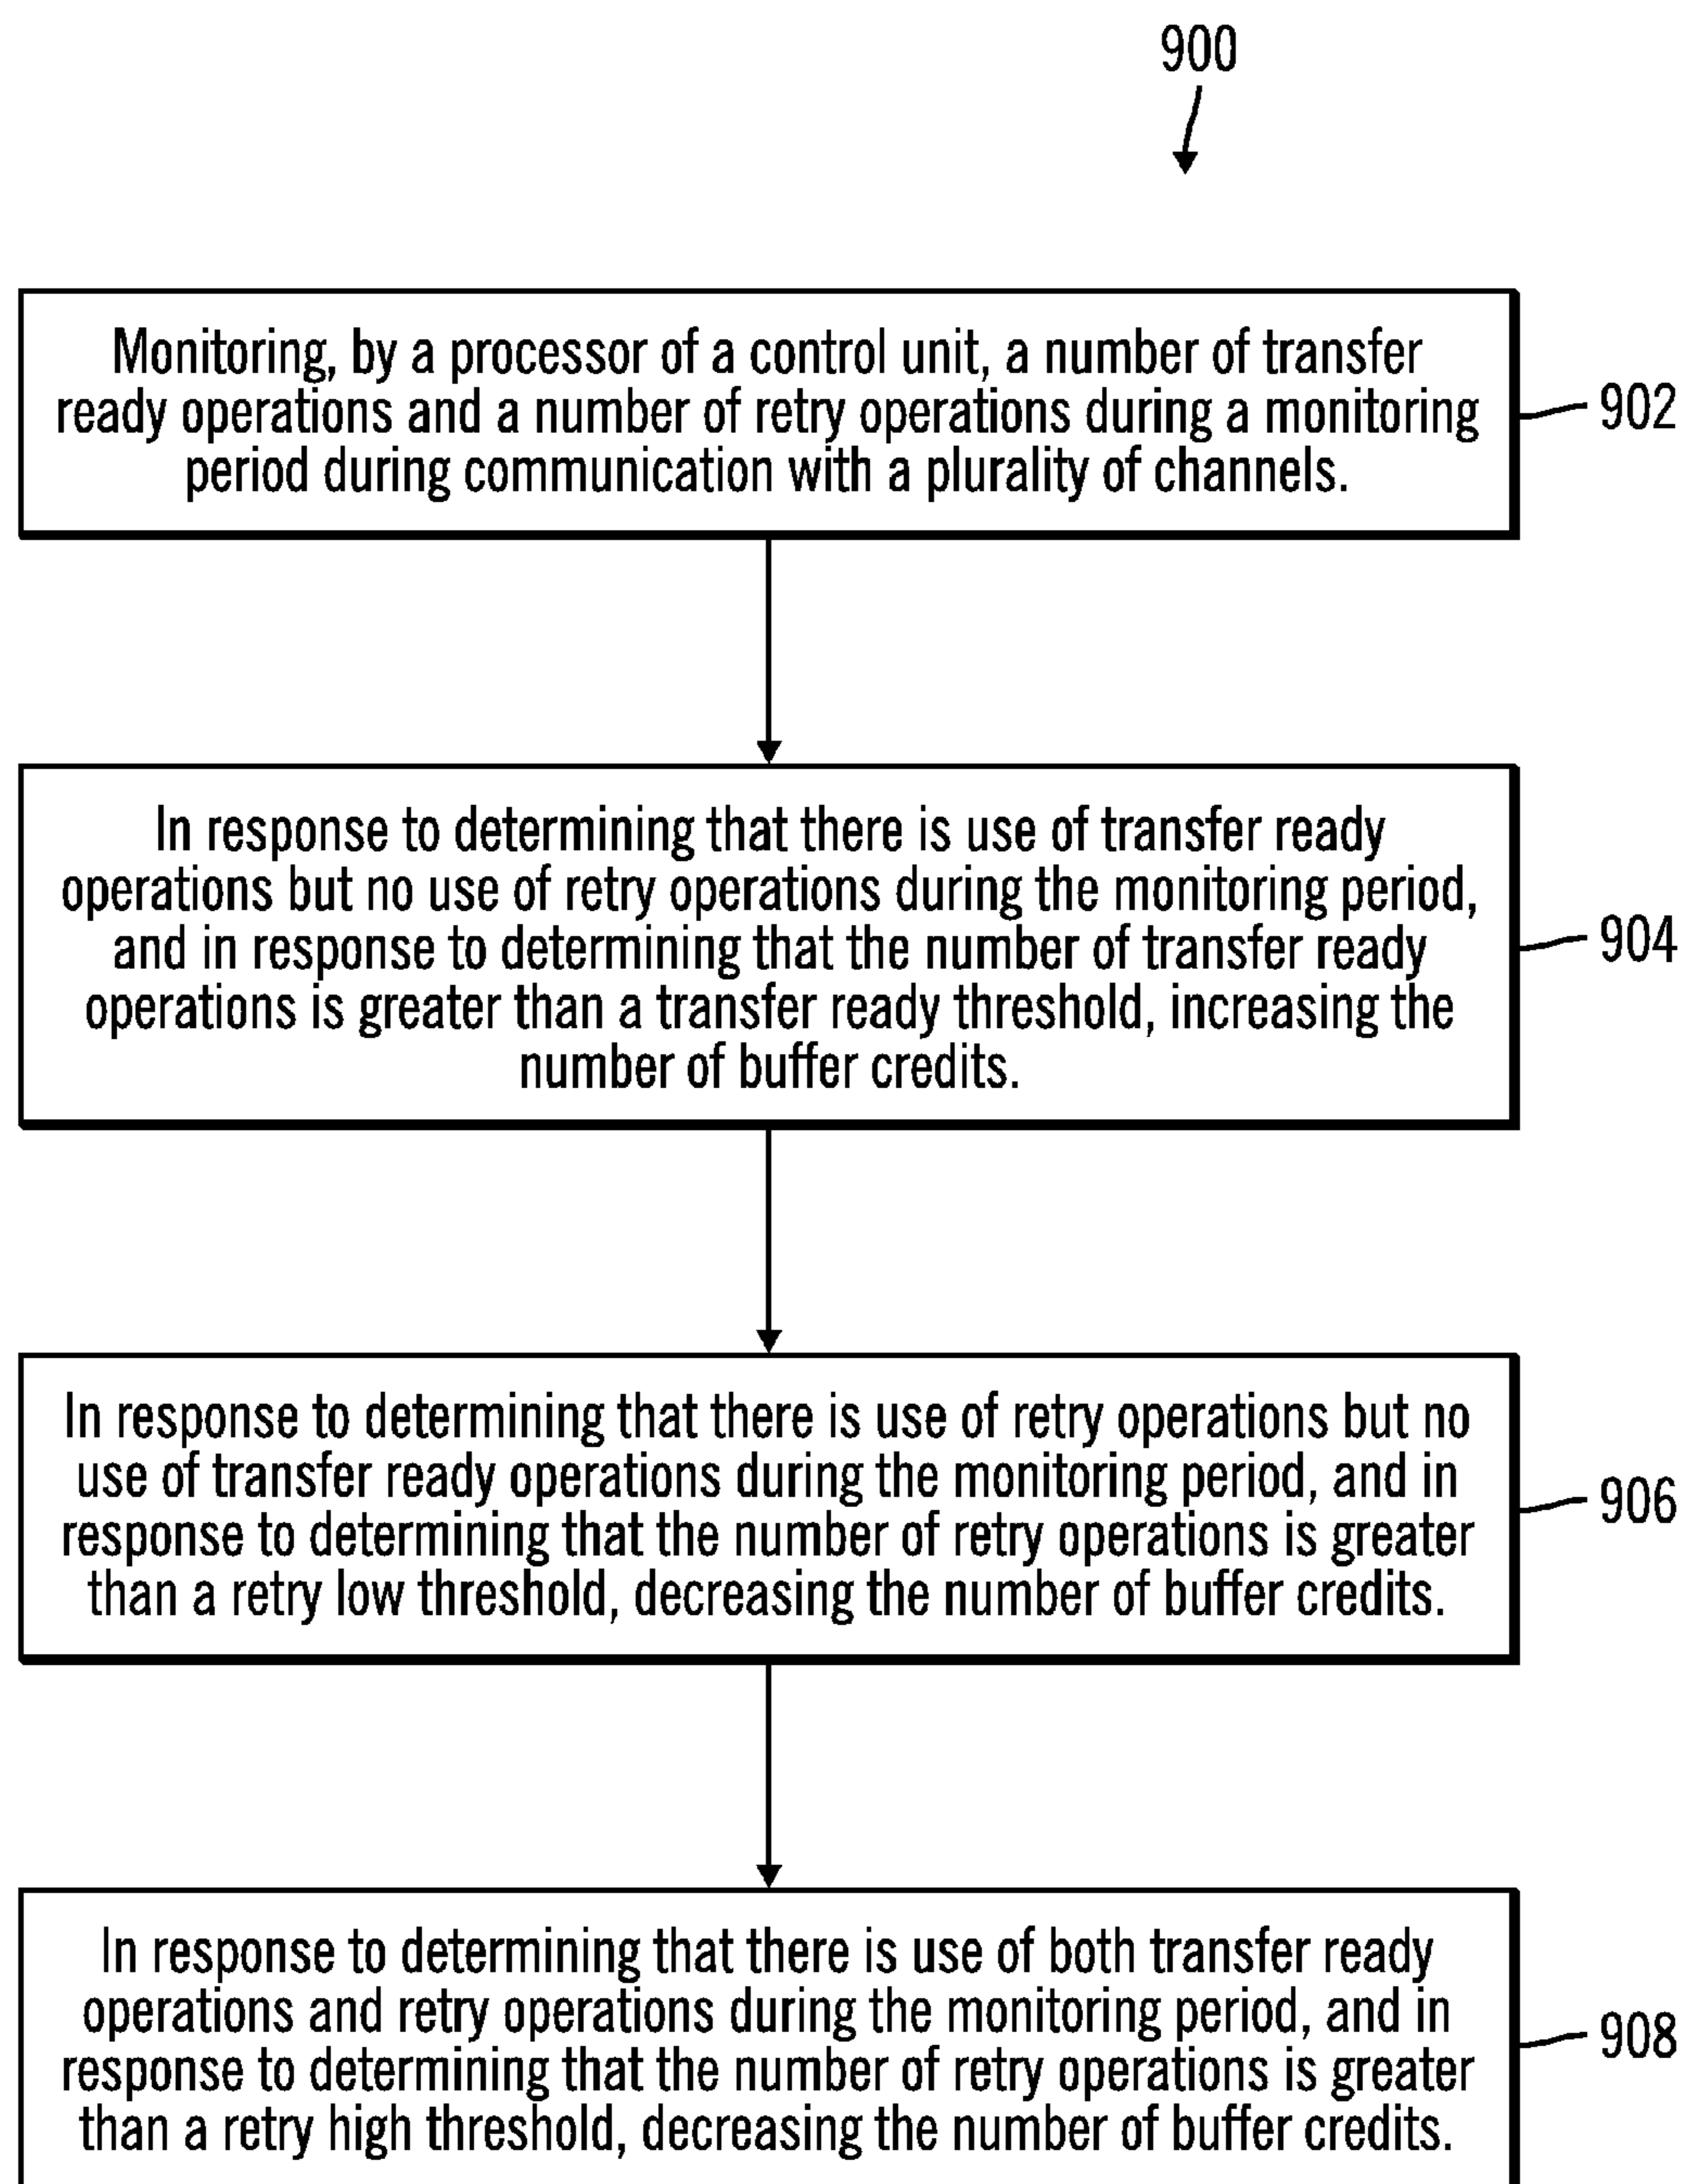 900
Monitoring, by a processor of a control unit, a number of transfer
ready operations and a number of retry operations during a monitoring
period during communication with a plurality of channels.
902
In response to determining that there is use of transfer ready
operations but no use of retry operations during the monitoring period,
and in response to determining that the number of transfer ready
operations is greater than a transfer ready threshold, increasing the
number of buffer credits.
904
In response to determining that there is use of retry operations but no
use of transfer ready operations during the monitoring period, and in
response to determining that the number of retry operations is greater
than a retry low threshold, decreasing the number of buffer credits.
906
In response to determining that there is use of both transfer ready
operations and retry operations during the monitoring period, and in
response to determining that the number of retry operations is greater
than a retry high threshold, decreasing the number of buffer credits.
908